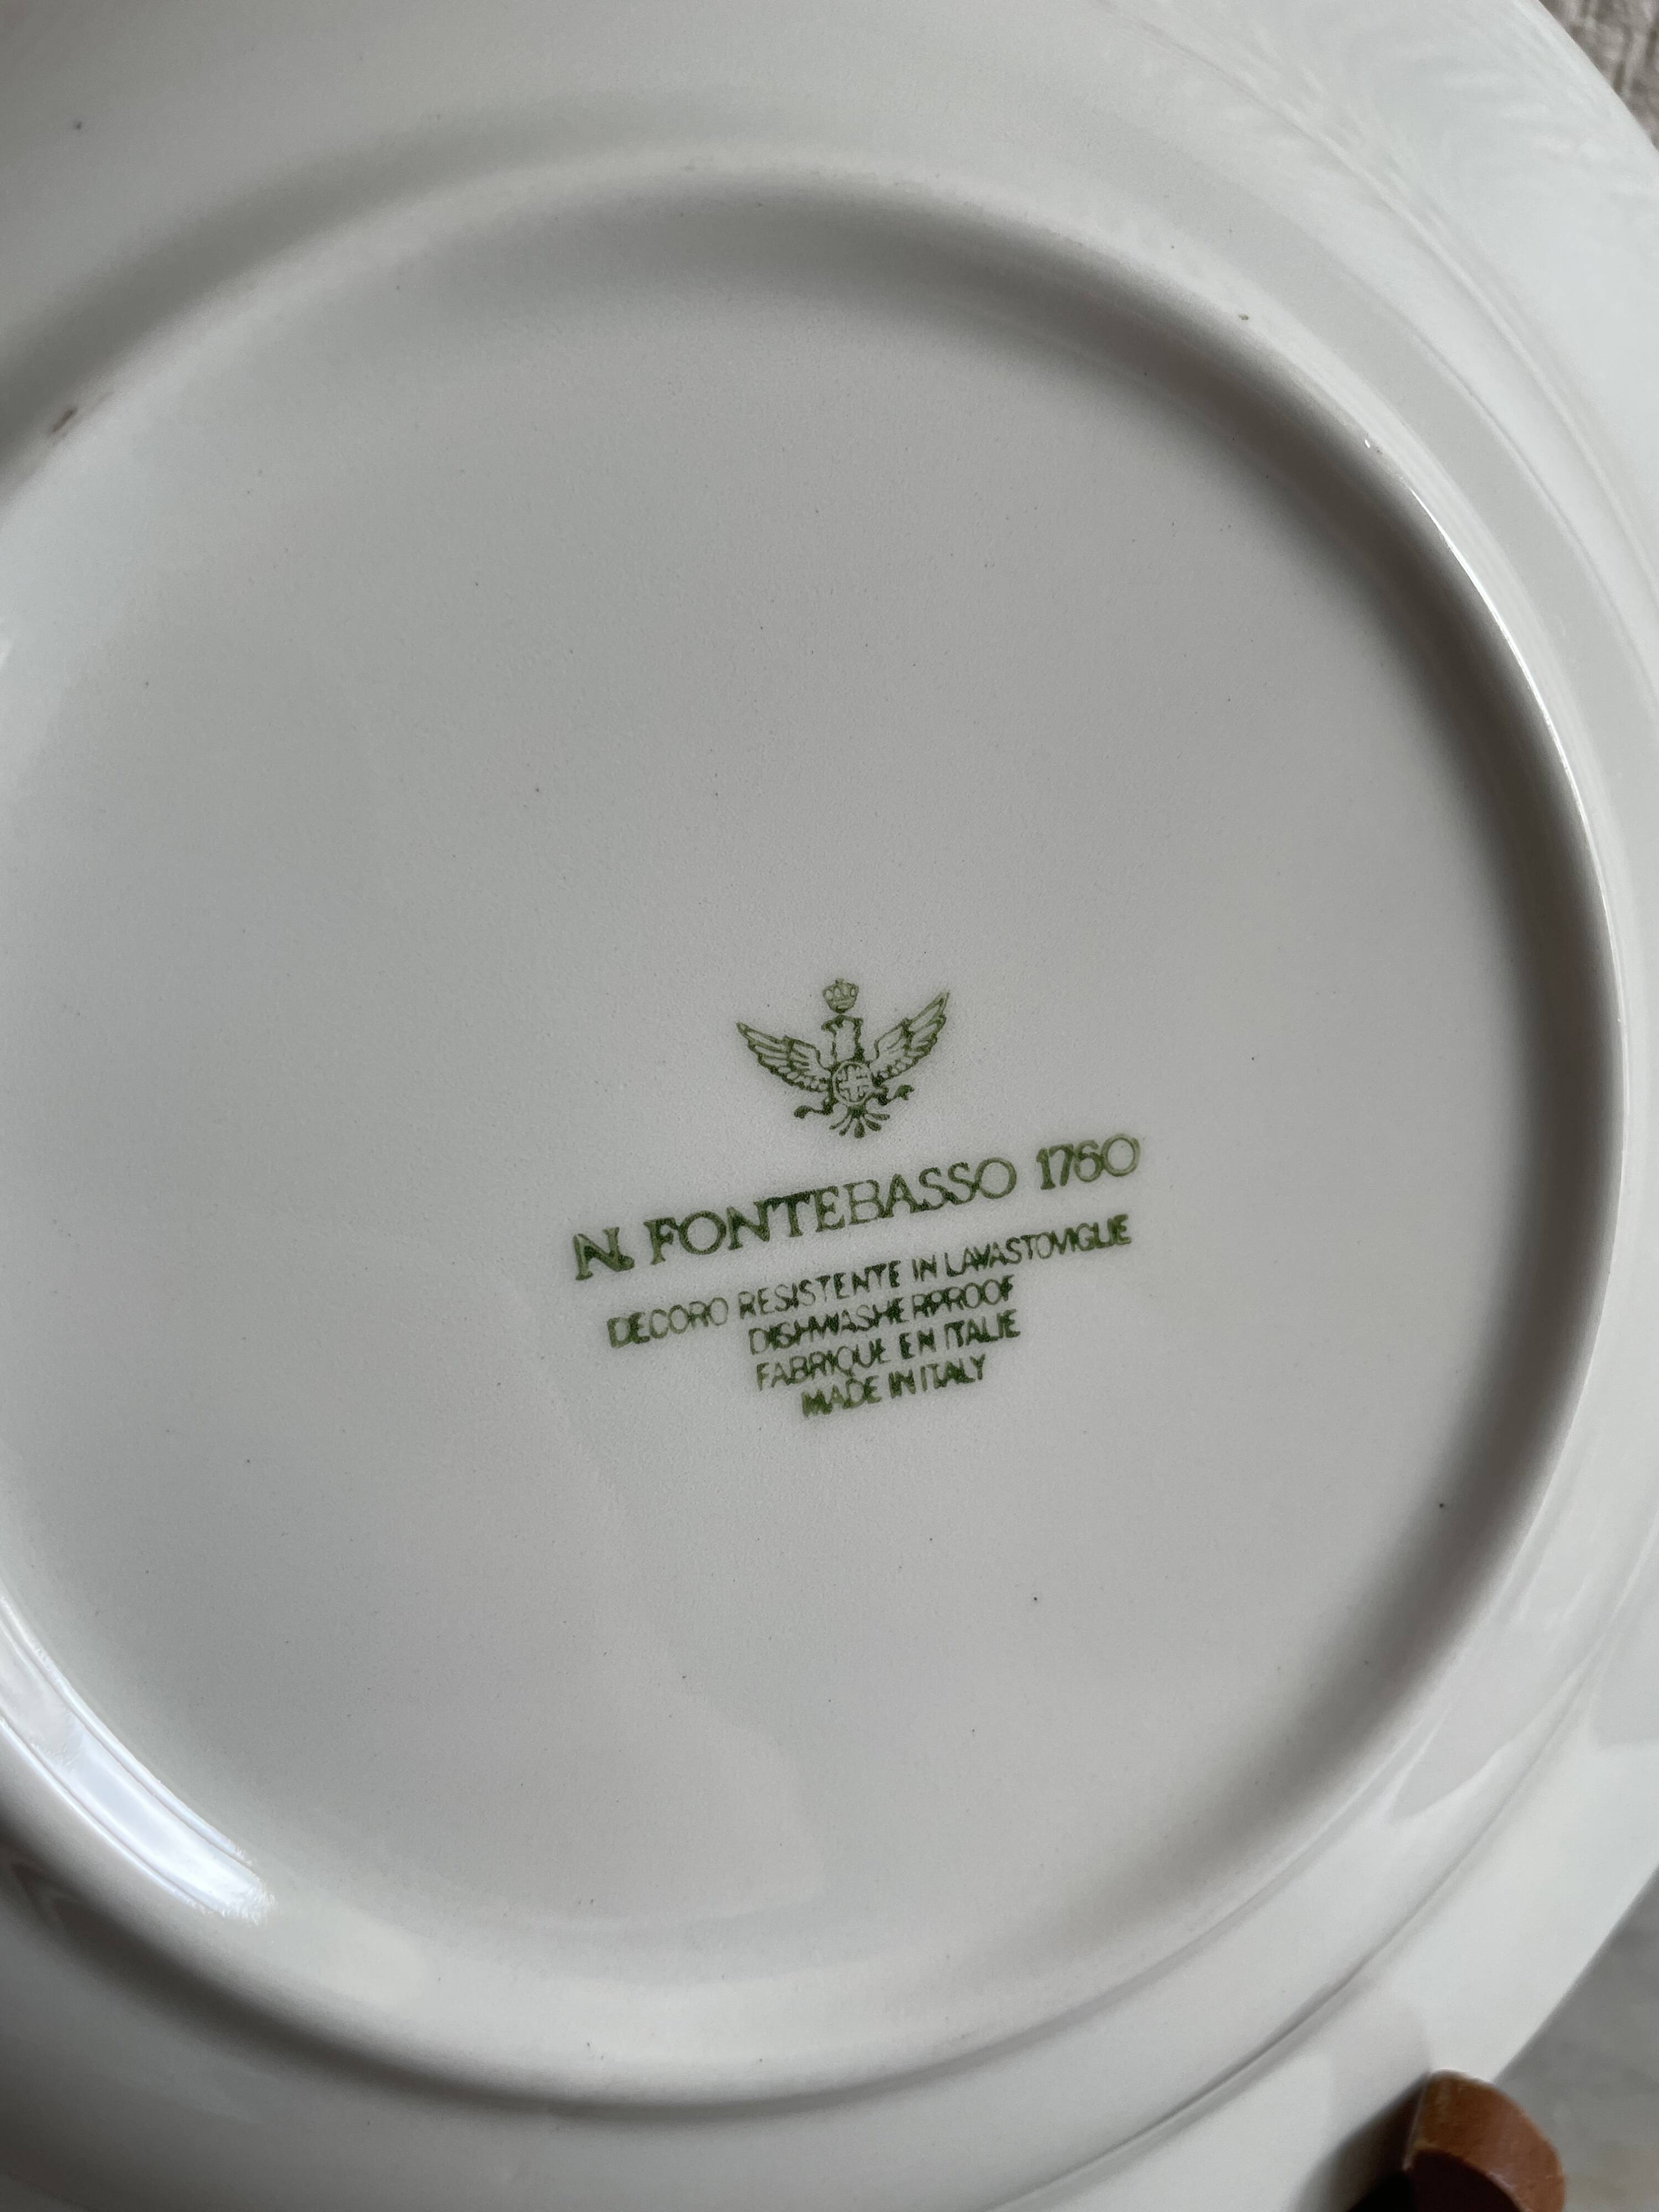 N. FONTEBASSO 1760
DECORO RESISTENTE IN LAVASTOVIGLIE
DISHWASHERPROOF
FABRIQUE EN ITALIE
MADE IN ITALY